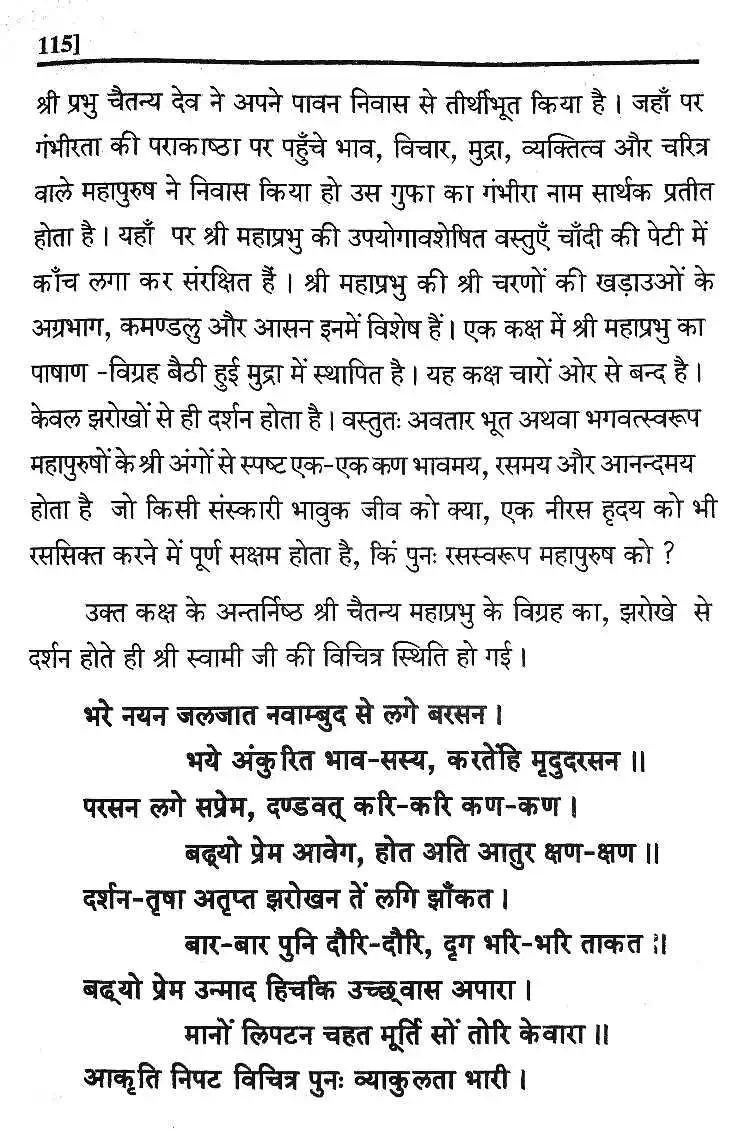 115]
श्री प्रभु चैतन्य देव ने अपने पावन निवास से तीर्थीभूत किया है । जहाँ पर
गंभीरता की पराकाष्ठा पर पहुँचे भाव, विचार, मुद्रा, व्यक्तित्व और चरित्र
वाले महापुरुष ने निवास किया हो उस गुफा का गंभीरा नाम सार्थक प्रतीत
होता है । यहाँ पर श्री महाप्रभु की उपयोगावशेषित वस्तुएँ चाँदी की पेटी में
काँच लगा कर संरक्षित हैं । श्री महाप्रभु की श्री चरणों की खड़ाउओं के
अग्रभाग, कमण्डलु और आसन इनमें विशेष हैं । एक कक्ष में श्री महाप्रभु का
पाषाण -विग्रह बैठी हुई मुद्रा में स्थापित है । यह कक्ष चारों ओर से बन्द है ।
केवल झरोखों से ही दर्शन होता है । वस्तुतः अवतार भूत अथवा भगवत्स्वरूप
महापुरुषों के श्री अंगों से स्पष्ट एक-एक कण भावमय, रसमय और आनन्दमय
होता है जो किसी संस्कारी भावुक जीव को क्या, एक नीरस हृदय को भी
रससिक्त करने में पूर्ण सक्षम होता है, किं पुनः रसस्वरूप महापुरुष को ?
उक्त कक्ष के अन्तर्निष्ठ श्री चैतन्य महाप्रभु के विग्रह का, झरोखे से
दर्शन होते ही श्री स्वामी जी की विचित्र स्थिति हो गई ।
भरे नयन जलजात नवाम्बुद से लगे बरसन ।
भये अंकुरित भाव-सस्य, करतेंहि मृदुदरसन ॥
परसन लगे सप्रेम, दण्डवत् करि-करि कण-कण ।
बढ्यो प्रेम आवेग, होत अति आतुर क्षण-क्षण ॥
दर्शन-तृषा अतृप्त झरोखन तें लगि झाँकत ।
बार-बार पुनि दौरि-दौरि, दृग भरि-भरि ताकत ॥
बढ्यो प्रेम उन्माद हिचकि उच्छ्वास अपारा ।
मानों लिपटन चहत मूर्ति सों तोरि केवारा ॥
आकृति निपट विचित्र पुनः व्याकुलता भारी ।